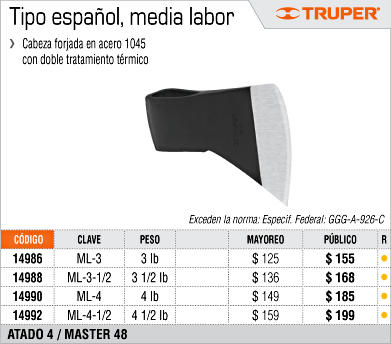 Tipo español, media labor
TRUPER®
❯ Cabeza forjada en acero 1045
con doble tratamiento térmico
Exceden la norma: Especif. Federal: GGG-A-926-C
CÓDIGO CLAVE PESO MAYOREO PÚBLICO R
14986 ML-3 3 lb $ 125 $ 155 •
14988 ML-3-1/2 3 1/2 lb $ 136 $ 168 •
14990 ML-4 4 lb $ 149 $ 185 •
14992 ML-4-1/2 4 1/2 lb $ 159 $ 199 •
ATADO 4 / MASTER 48